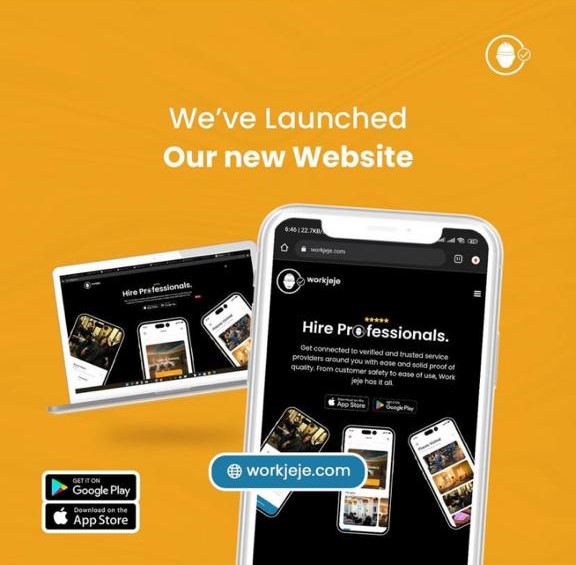 We've Launched
Our new Website
6:46 | 22.7KB/
workjeje.com
workjeje
Hire Professionals.
Get connected to verified and trusted service
providers around you with ease and solid proof of
quality. From customer safety to ease of use, Work
jeje has it all.
Download on the
App Store
GET IT ON
Google Play
Hire Professionals.
workjeje.com
GET IT ON
Google Play
Download on the
App Store